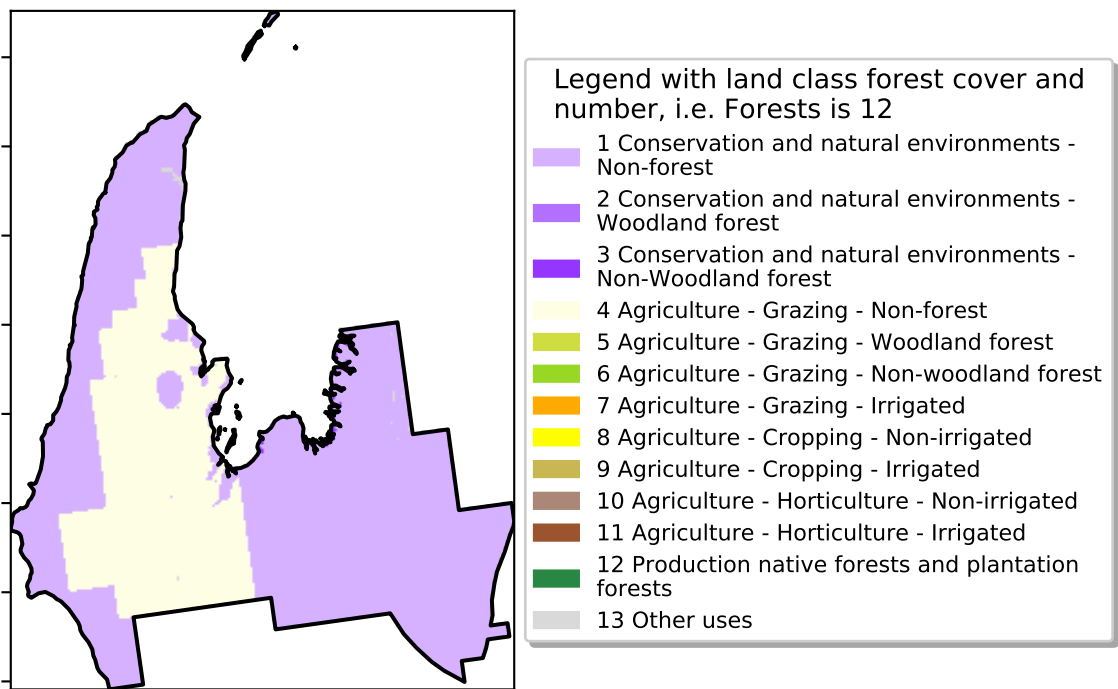 Legend with land class forest cover and
number, i.e. Forests is 12
1 Conservation and natural environments -
Non-forest
2 Conservation and natural environments -
Woodland forest
3 Conservation and natural environments -
Non-Woodland forest
4 Agriculture - Grazing - Non-forest
5 Agriculture - Grazing - Woodland forest
6 Agriculture - Grazing - Non-woodland forest
7 Agriculture - Grazing - Irrigated
8 Agriculture - Cropping - Non-irrigated
9 Agriculture - Cropping - Irrigated
10 Agriculture - Horticulture - Non-irrigated
11 Agriculture - Horticulture - Irrigated
12 Production native forests and plantation
forests
13 Other uses